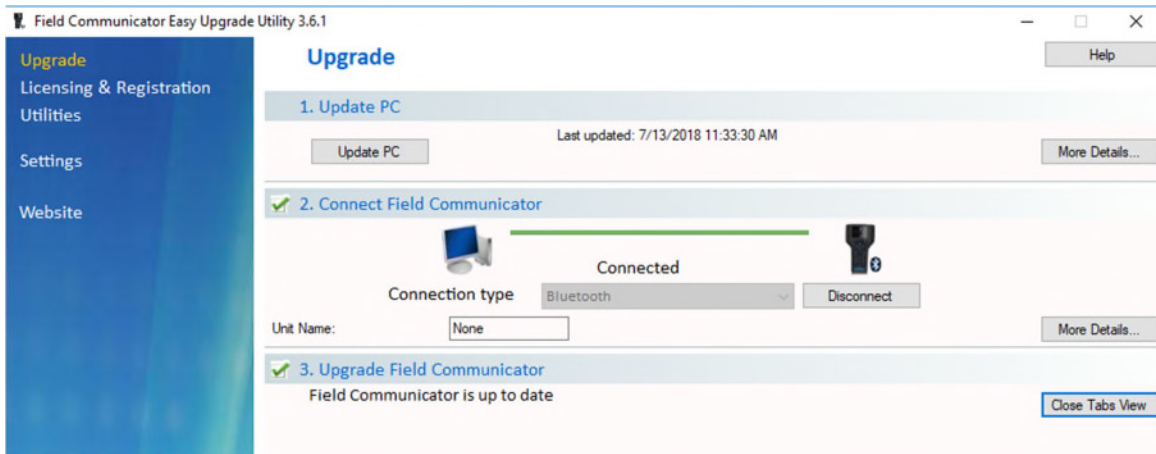 Field Communicator Easy Upgrade Utility 3.6.1
Upgrade
Licensing & Registration
Utilities
Settings
Website
Upgrade
Help
1. Update PC
Last updated: 7/13/2018 11:33:30 AM
Update PC
More Details...
2. Connect Field Communicator
Connected
Connection type
Bluetooth
Disconnect
Unit Name:
None
More Details...
3. Upgrade Field Communicator
Field Communicator is up to date
Close Tabs View